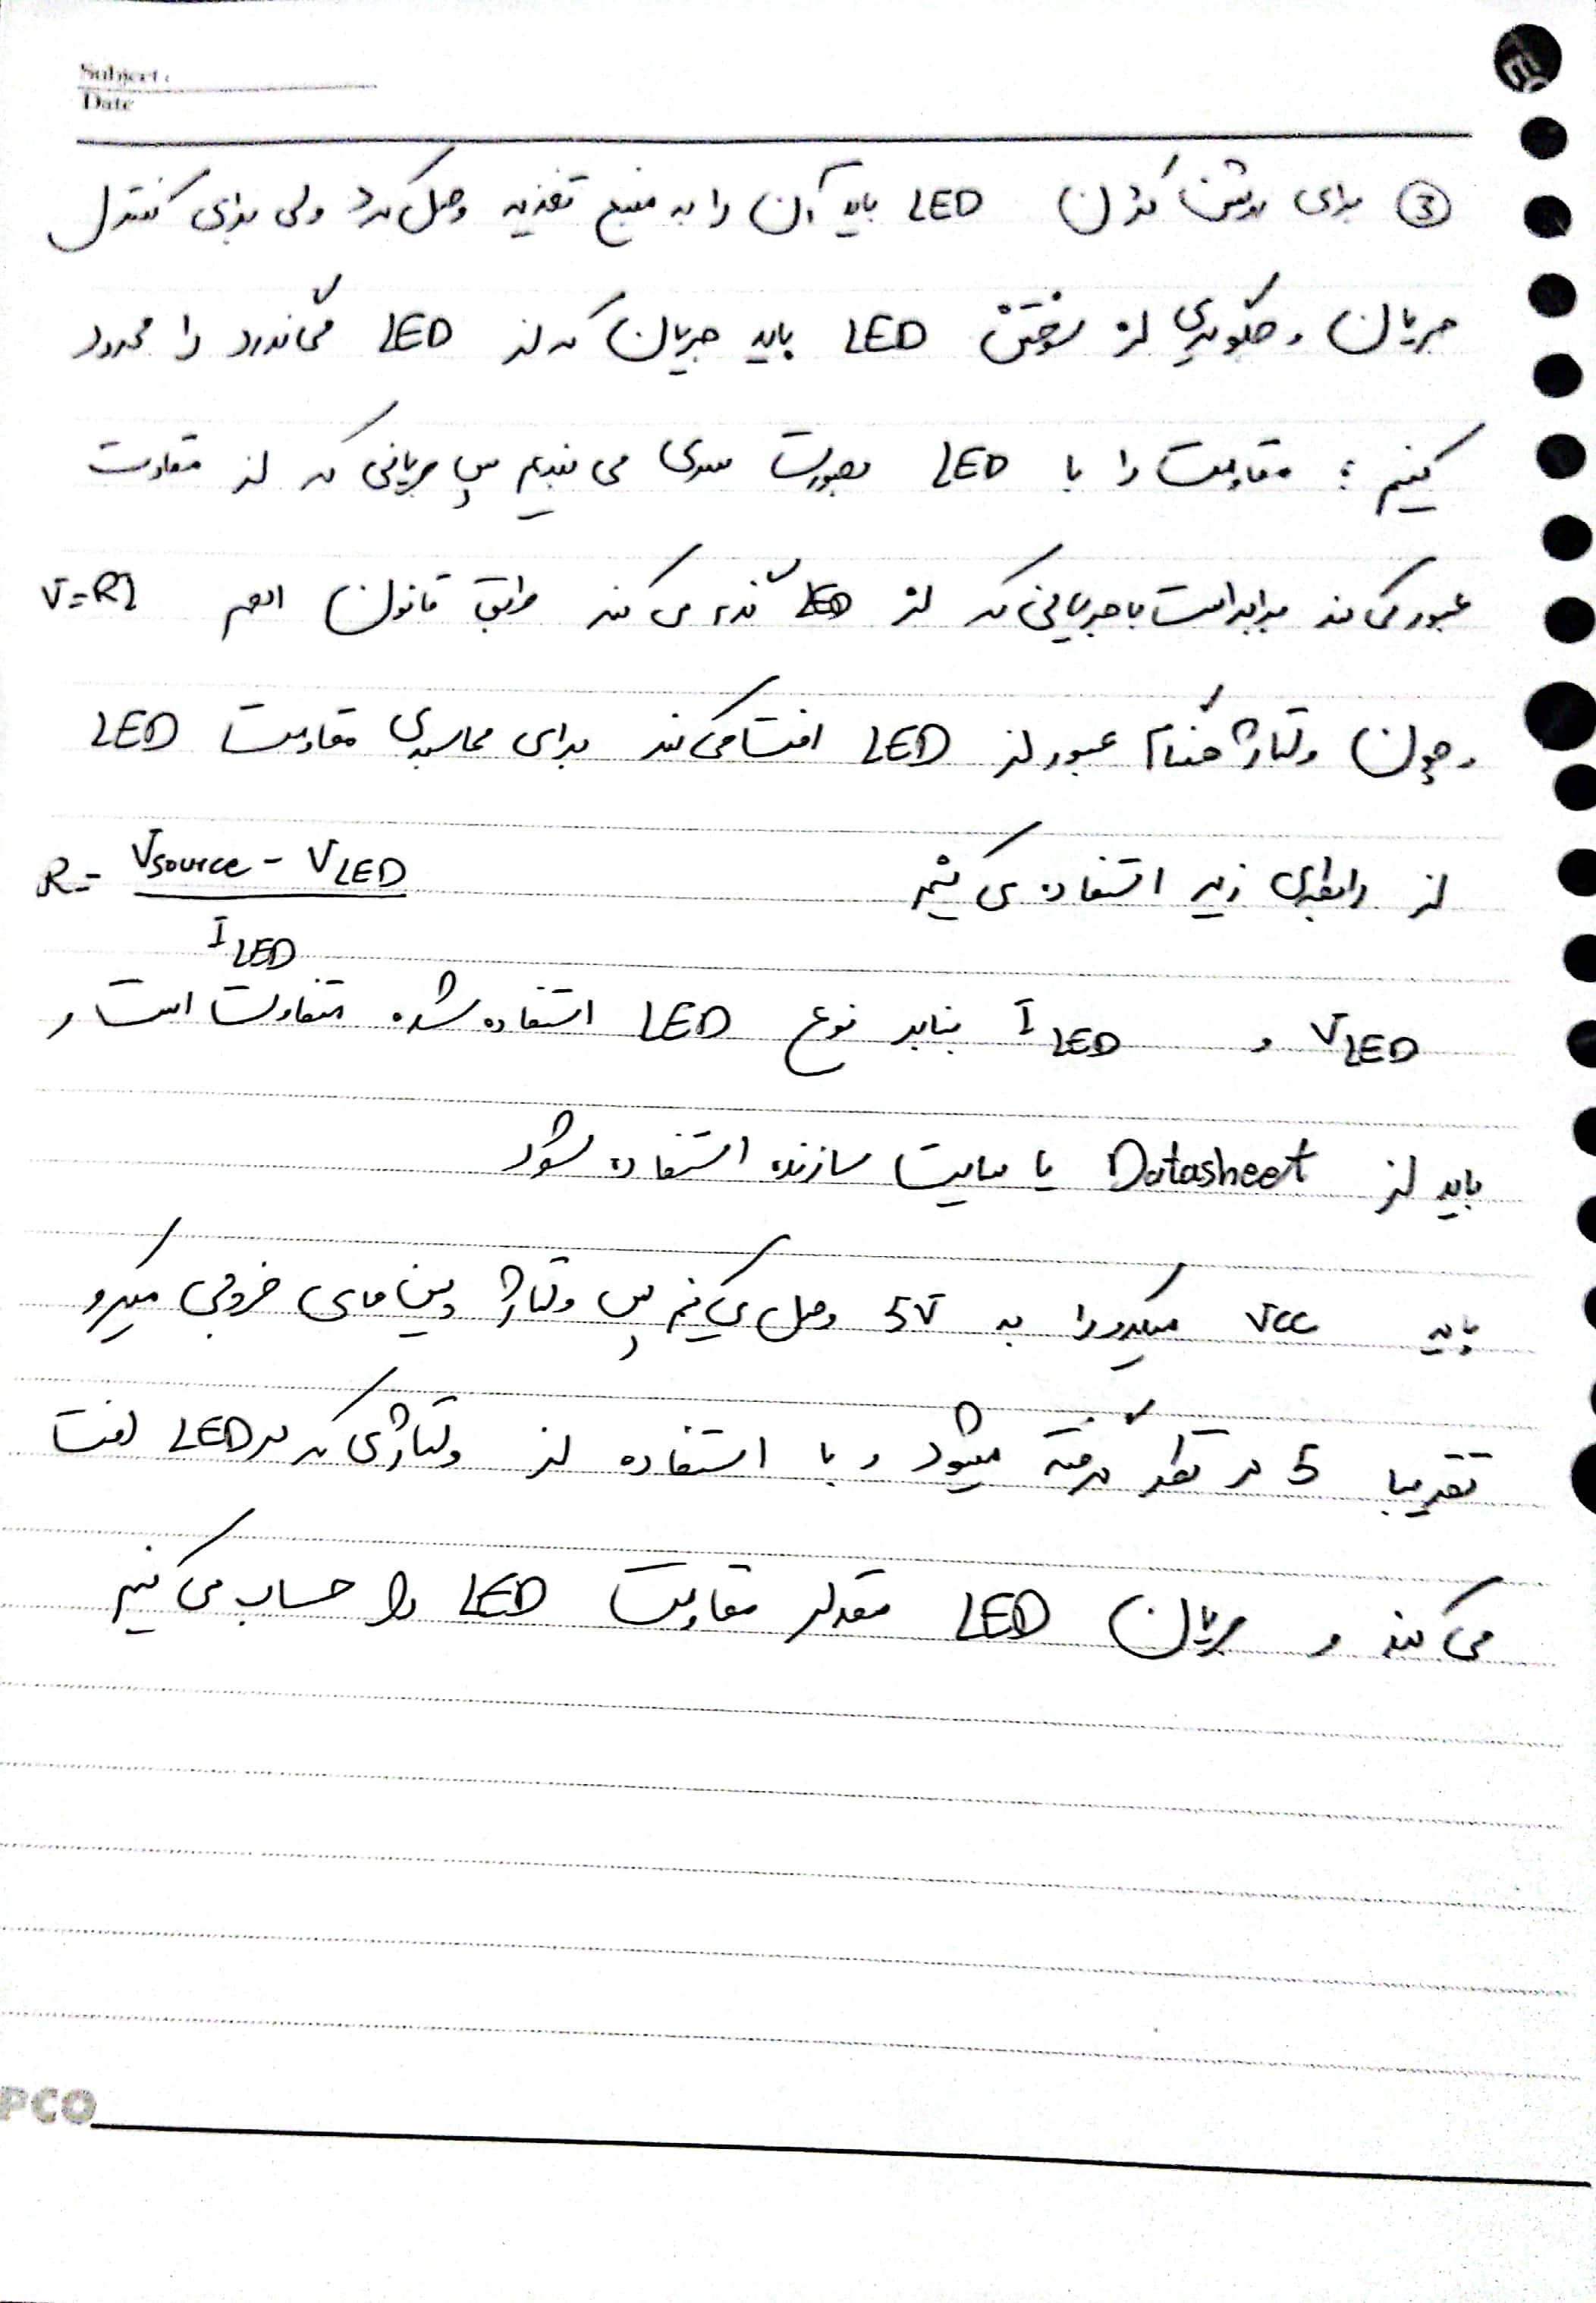 Subject :
Date
③ برای روشن کردن LED باید آن را به منبع تغذیه وصل کرد ولی برای کنترل
جریان و جلوگیری از سوختن LED باید جریان که از LED میگذرد را محدود
کنیم ؛ مقاومت را با LED بصورت سری می بندیم پس جریانی که از مقاومت
عبور می کند برابر است با جریانی که از LED گذر می کند طبق قانون اهم V=RI
و چون ولتاژ هنگام عبور از LED افت می کند برای محاسبه ی مقاومت LED
از رابطه ی زیر استفاده می کنیم R = \frac{V_{source} - V_{LED}}{I_{LED}}
V_{LED} و I_{LED} بنابر نوع LED استفاده شده متفاوت است و
باید از Datasheet یا سایت سازنده استفاده شود
پایه VCC میکرو را به 5V وصل می کنیم پس ولتاژ پین های خروجی میکرو
تقریبا 5 در نظر گرفته میشود و با استفاده از ولتاژی که در LED افت
می کند و جریان LED مقدار مقاومت LED را حساب می کنیم
PCO